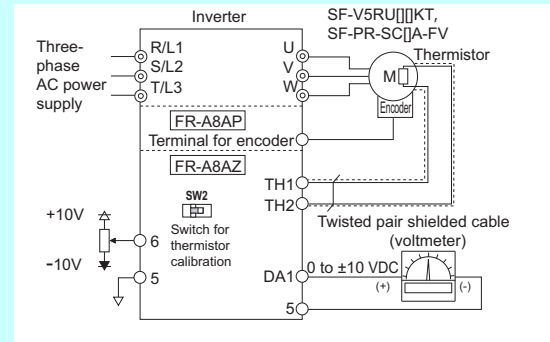 Inverter
SF-V5RU[][]KT,
SF-PR-SC[]A-FV
Three-
phase
AC power
supply
R/L1
S/L2
T/L3
U
V
W
Thermistor
M
Encoder
FR-A8AP
Terminal for encoder
FR-A8AZ
TH1
TH2
SW2
Switch for
thermistor
calibration
Twisted pair shielded cable
(voltmeter)
+10V
-10V
6
5
DA1
0 to ±10 VDC
(+)
(-)
5